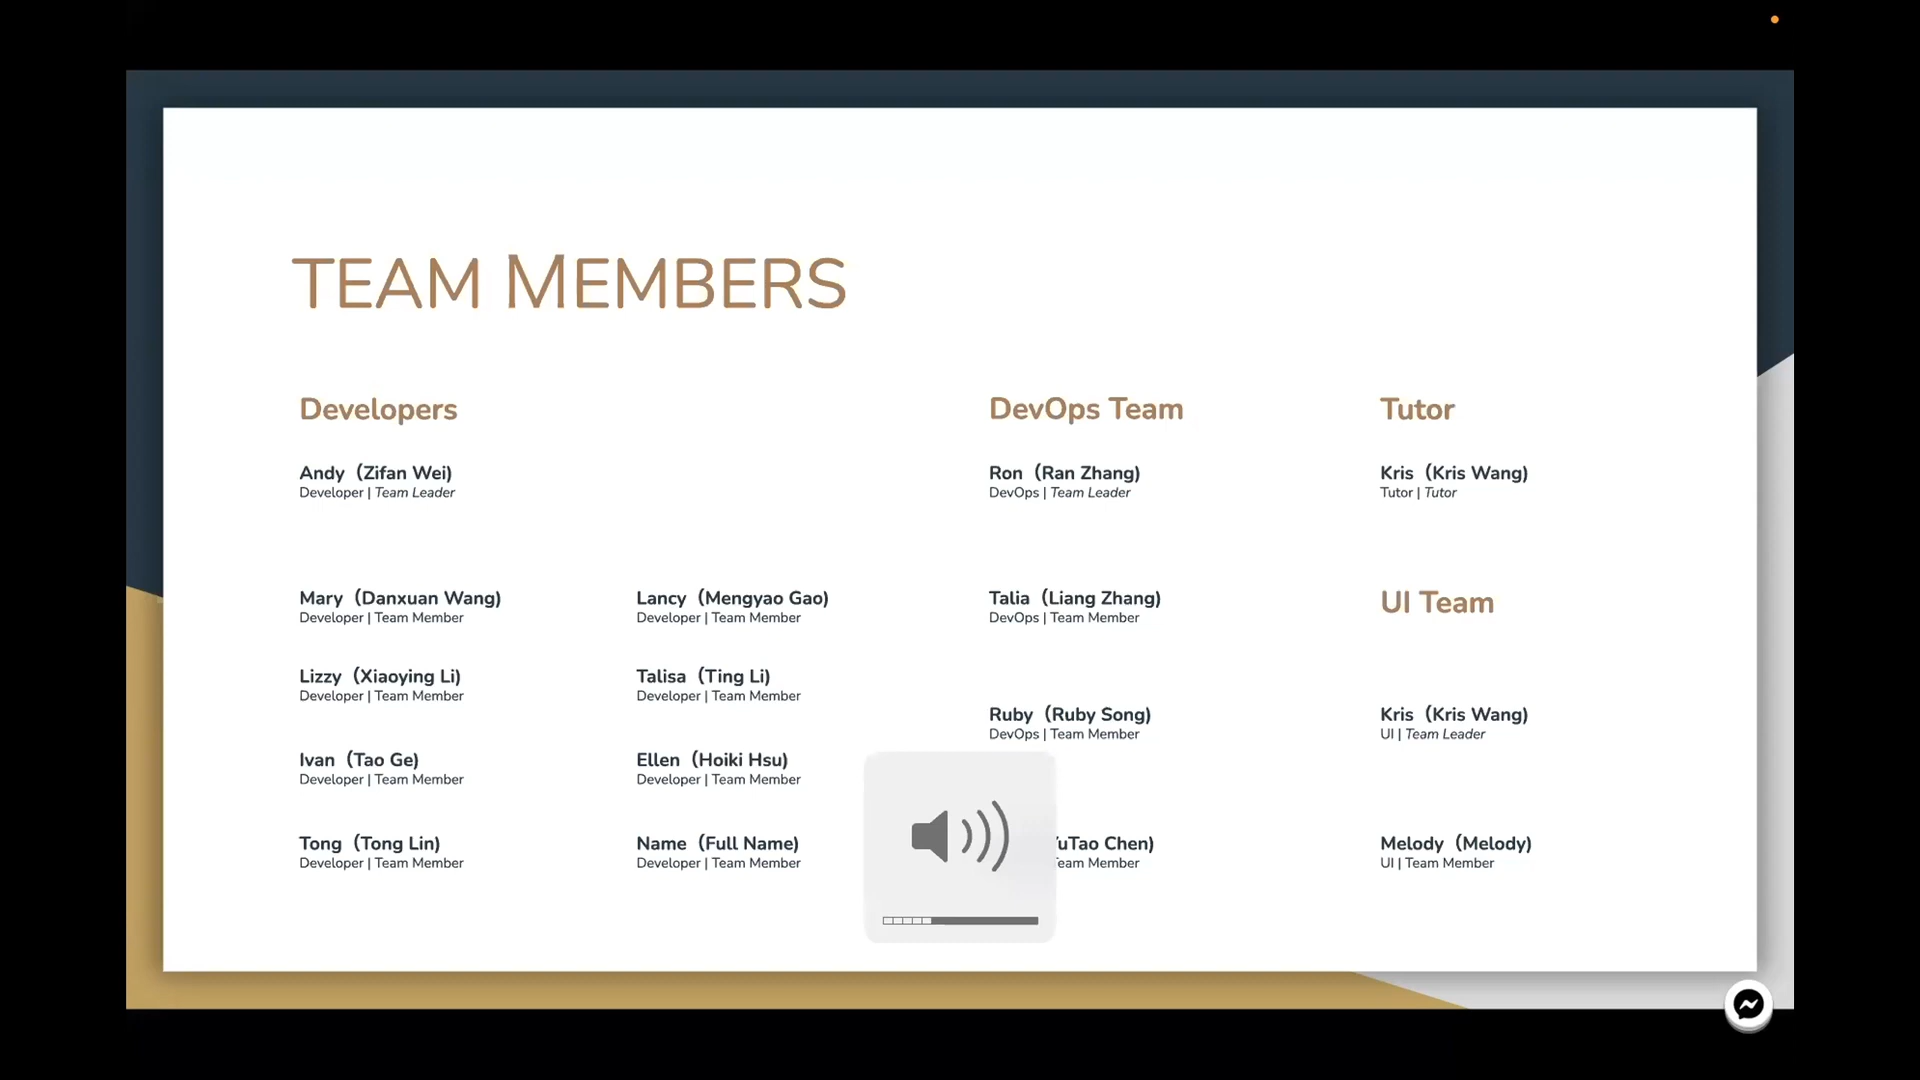 TEAM MEMBERS
Developers
Andy（Zifan Wei)
Developer | Team Leader
Mary（Danxuan Wang)
Developer | Team Member
Lizzy（Xiaoying Li)
Developer | Team Member
Ivan（Tao Ge)
Developer | Team Member
Tong（Tong Lin)
Developer | Team Member
Lancy（Mengyao Gao)
Developer | Team Member
Talisa（Ting Li)
Developer | Team Member
Ellen（Hoiki Hsu)
Developer | Team Member
Name（Full Name)
Developer | Team Member
DevOps Team
Ron（Ran Zhang)
DevOps | Team Leader
Talia（Liang Zhang)
DevOps | Team Member
Ruby（Ruby Song)
DevOps | Team Member
Chen)
Member
Tutor
Kris（Kris Wang)
Tutor | Tutor
UI Team
Kris（Kris Wang)
UI | Team Leader
Melody（Melody)
UI | Team Member